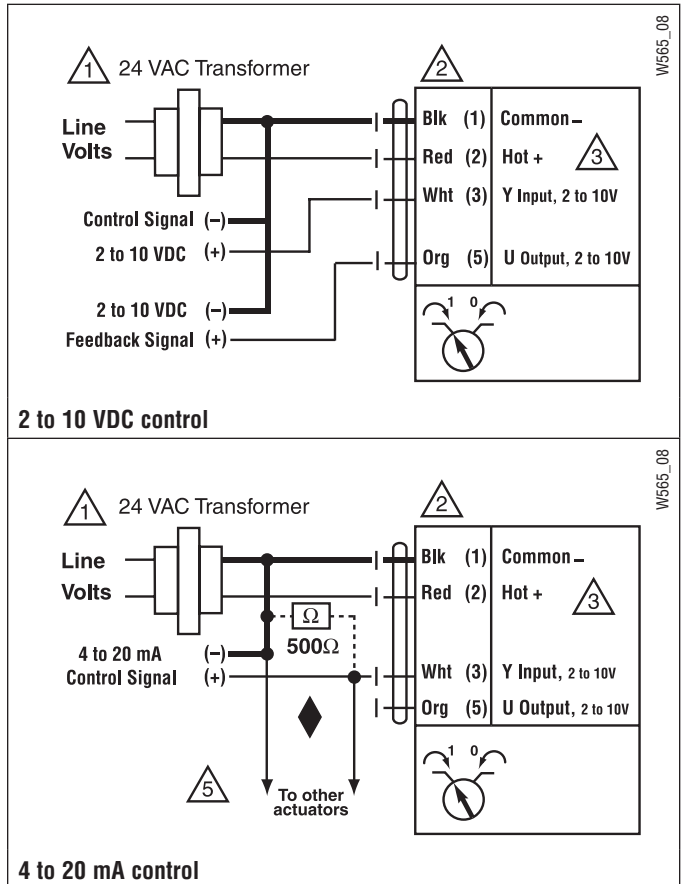 W565_08
1 24 VAC Transformer
2
Line
Volts
Blk (1) Common –
Red (2) Hot +
3
Wht (3) Y Input, 2 to 10V
Control Signal (–)
2 to 10 VDC (+)
Org (5) U Output, 2 to 10V
2 to 10 VDC (–)
Feedback Signal (+)
1 0
2 to 10 VDC control
W565_08
1 24 VAC Transformer
2
Line
Volts
Blk (1) Common –
Red (2) Hot +
3
Ω
500Ω
4 to 20 mA (–)
Control Signal (+)
Wht (3) Y Input, 2 to 10V
Org (5) U Output, 2 to 10V
1 0
5
To other
actuators
4 to 20 mA control